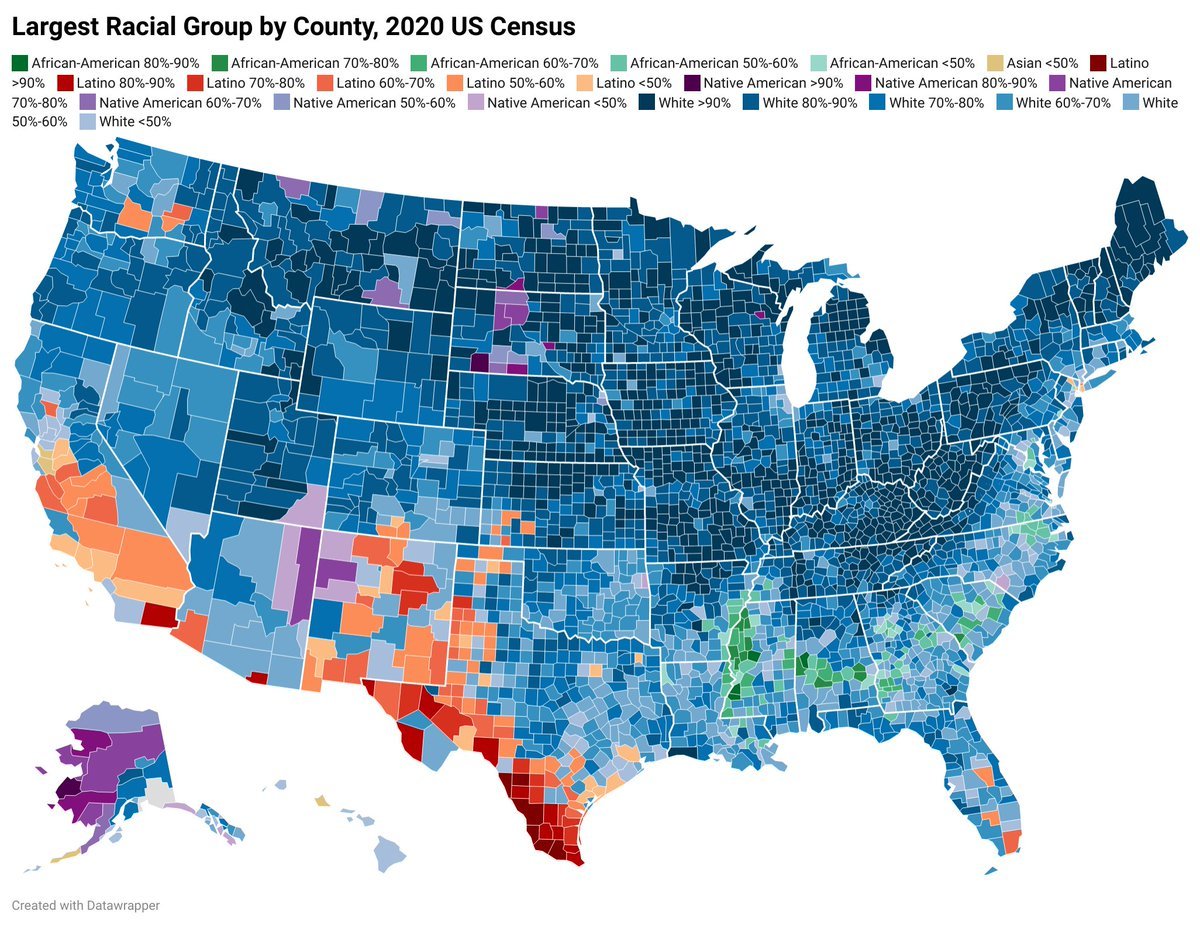 Largest Racial Group by County, 2020 US Census
African-American 80%-90% African-American 70%-80% African-American 60%-70% African-American 50%-60% African-American <50% Asian <50% Latino
>90% Latino 80%-90% Latino 70%-80% Latino 60%-70% Latino 50%-60% Latino <50% Native American >90% Native American 80%-90% Native American
70%-80% Native American 60%-70% Native American 50%-60% Native American <50% White >90% White 80%-90% White 70%-80% White 60%-70% White
50%-60% White <50%
Created with Datawrapper